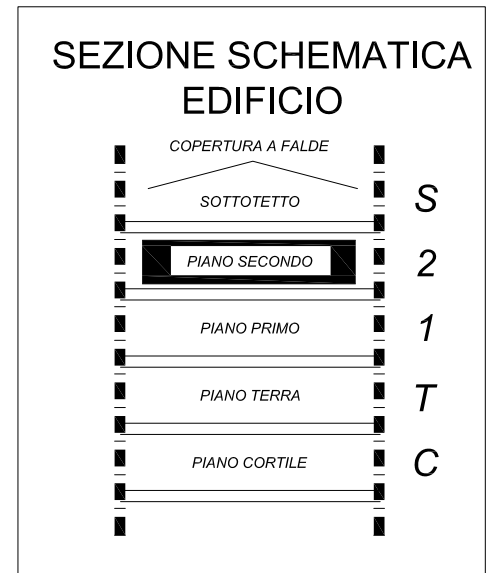 SEZIONE SCHEMATICA
EDIFICIO
COPERTURA A FALDE
SOTTOTETTO S
PIANO SECONDO 2
PIANO PRIMO 1
PIANO TERRA T
PIANO CORTILE C